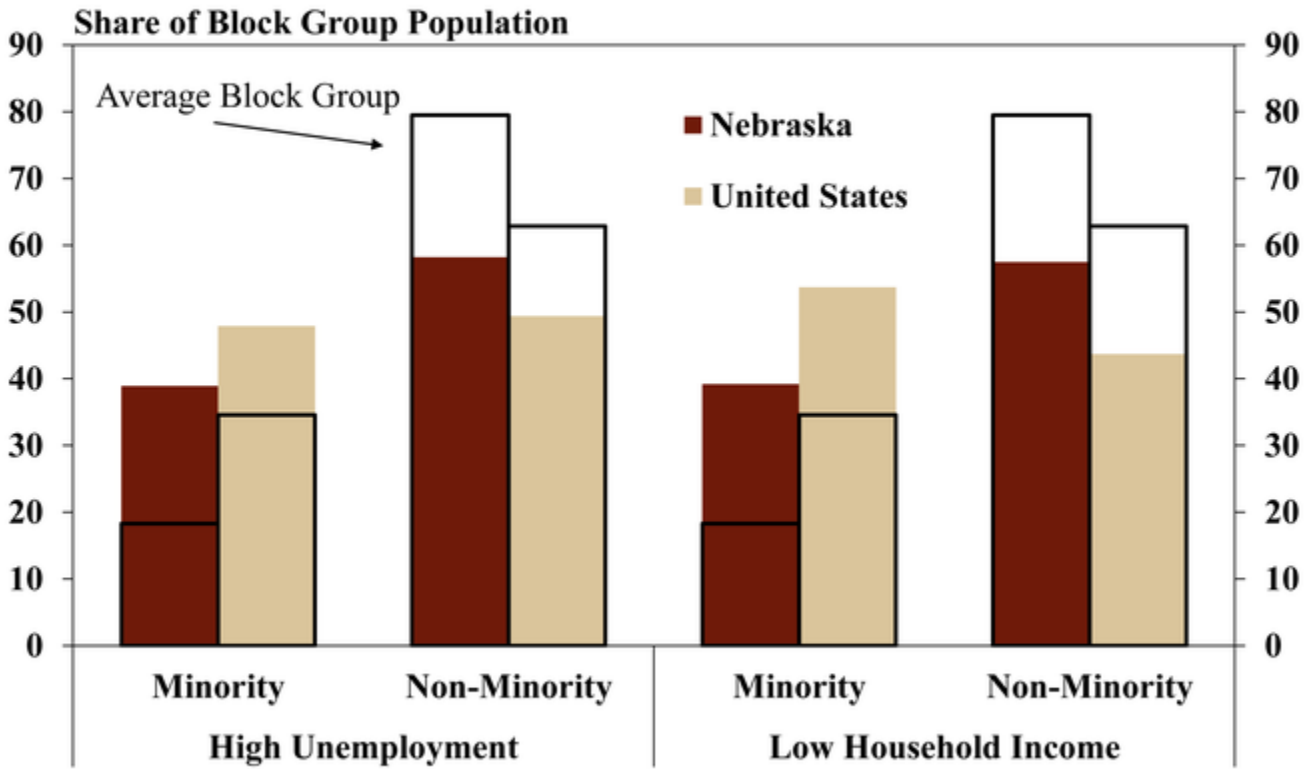 Share of Block Group Population
90 90
Average Block Group
80 80
Nebraska
70 70
United States
60 60
50 50
40 40
30 30
20 20
10 10
0 0
Minority Non-Minority Minority Non-Minority
High Unemployment Low Household Income